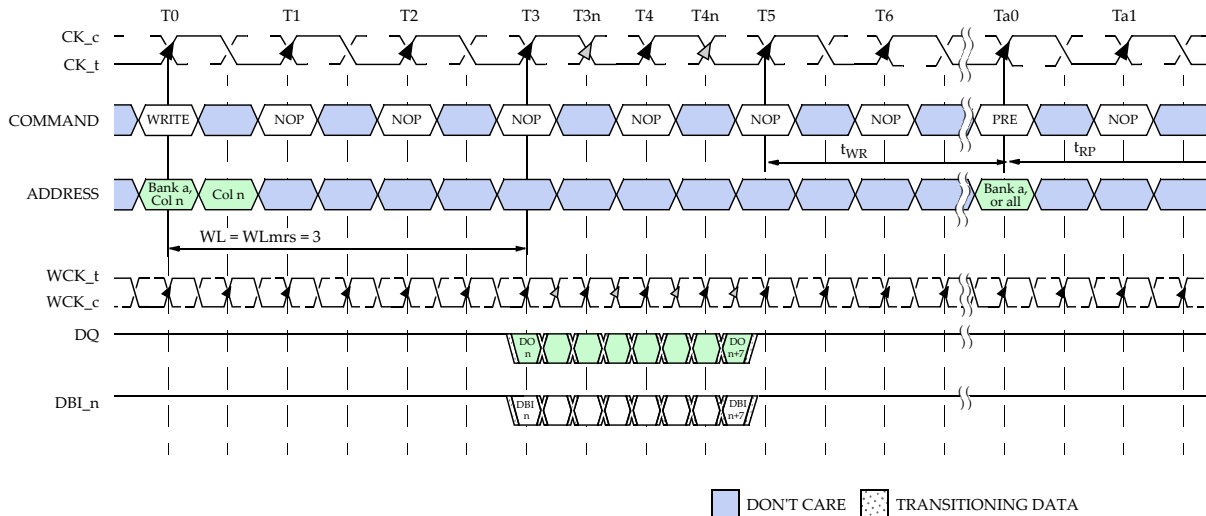 T0 T1 T2 T3 T3n T4 T4n T5 T6 Ta0 Ta1
CK_c
CK_t
COMMAND WRITE NOP NOP NOP NOP NOP NOP PRE NOP
tWR tRP
ADDRESS Bank a, Col n Col n Bank a, or all
WL = WLmrs = 3
WCK_t
WCK_c
DQ DO n DO n+7
DBI_n DBI n DBI n+7
DON'T CARE TRANSITIONING DATA